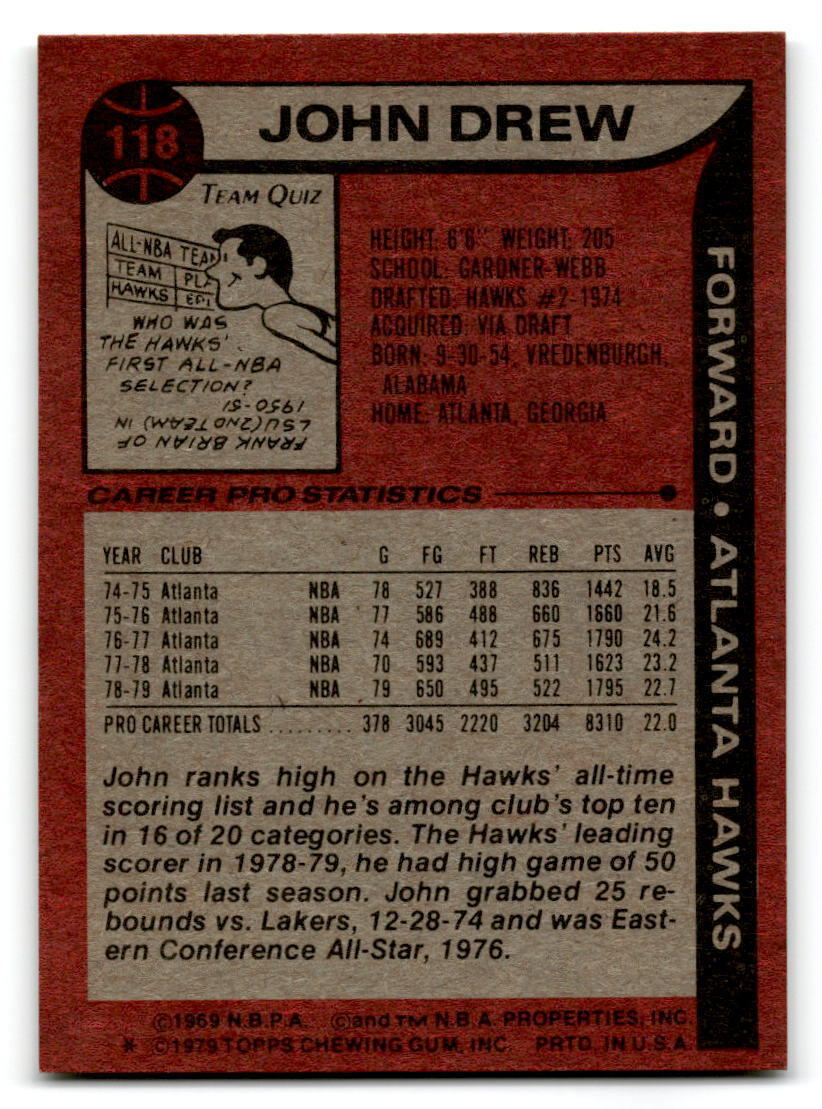 118
JOHN DREW
TEAM QUIZ
ALL-NBA TEAM
TEAM PL
HAWKS
WHO WAS
THE HAWKS'
FIRST ALL-NBA
SELECTION?
FRANK BRIAN OF
LSU (2ND TEAM) IN
1950-51
HEIGHT: 6'6" WEIGHT: 205
SCHOOL: GARDNER-WEBB
DRAFTED: HAWKS #2-1974
ACQUIRED: VIA DRAFT
BORN: 9-30-54, VREDENBURGH,
ALABAMA
HOME: ATLANTA, GEORGIA
FORWARD • ATLANTA HAWKS
CAREER PRO STATISTICS
YEAR CLUB G FG FT REB PTS AVG
74-75 Atlanta NBA 78 527 388 836 1442 18.5
75-76 Atlanta NBA 77 586 488 660 1660 21.6
76-77 Atlanta NBA 74 689 412 675 1790 24.2
77-78 Atlanta NBA 70 593 437 511 1623 23.2
78-79 Atlanta NBA 79 650 495 522 1795 22.7
PRO CAREER TOTALS ......... 378 3045 2220 3204 8310 22.0
John ranks high on the Hawks' all-time
scoring list and he's among club's top ten
in 16 of 20 categories. The Hawks' leading
scorer in 1978-79, he had high game of 50
points last season. John grabbed 25 re-
bounds vs. Lakers, 12-28-74 and was East-
ern Conference All-Star, 1976.
©1969 N.B.P.A. ©and TM N.B.A. PROPERTIES, INC.
* ©1979 TOPPS CHEWING GUM, INC. PRTD. IN U.S.A.